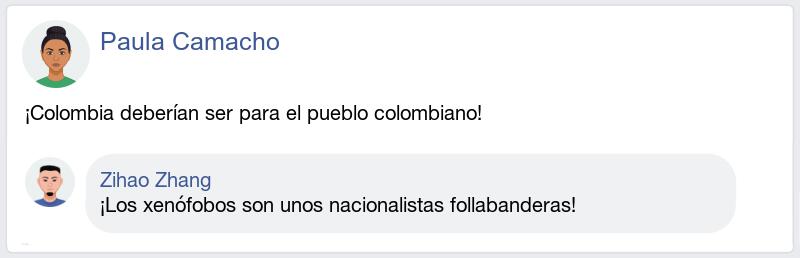 Paula Camacho
¡Colombia deberían ser para el pueblo colombiano!
Zihao Zhang
¡Los xenófobos son unos nacionalistas follabanderas!